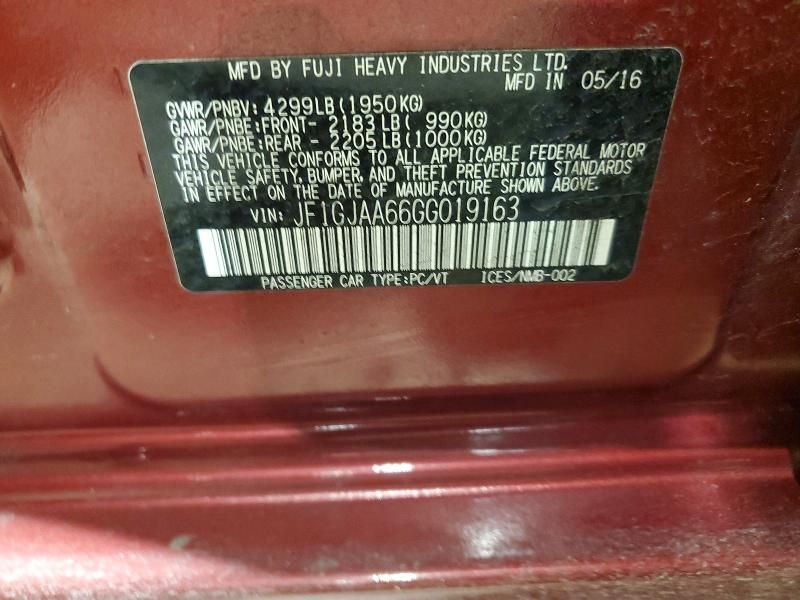 MFD BY FUJI HEAVY INDUSTRIES LTD.
MFD IN 05/16
GVWR/PNBV: 4299LB(1950KG)
GAWR/PNBE:FRONT- 2183LB( 990KG)
GAWR/PNBE:REAR - 2205LB(1000KG)
THIS VEHICLE CONFORMS TO ALL APPLICABLE FEDERAL MOTOR
VEHICLE SAFETY, BUMPER, AND THEFT PREVENTION STANDARDS
IN EFFECT ON THE DATE OF MANUFACTURE SHOWN ABOVE.
VIN: JF1GJAA66GG019163
PASSENGER CAR TYPE:PC/VT ICES/NMB-002